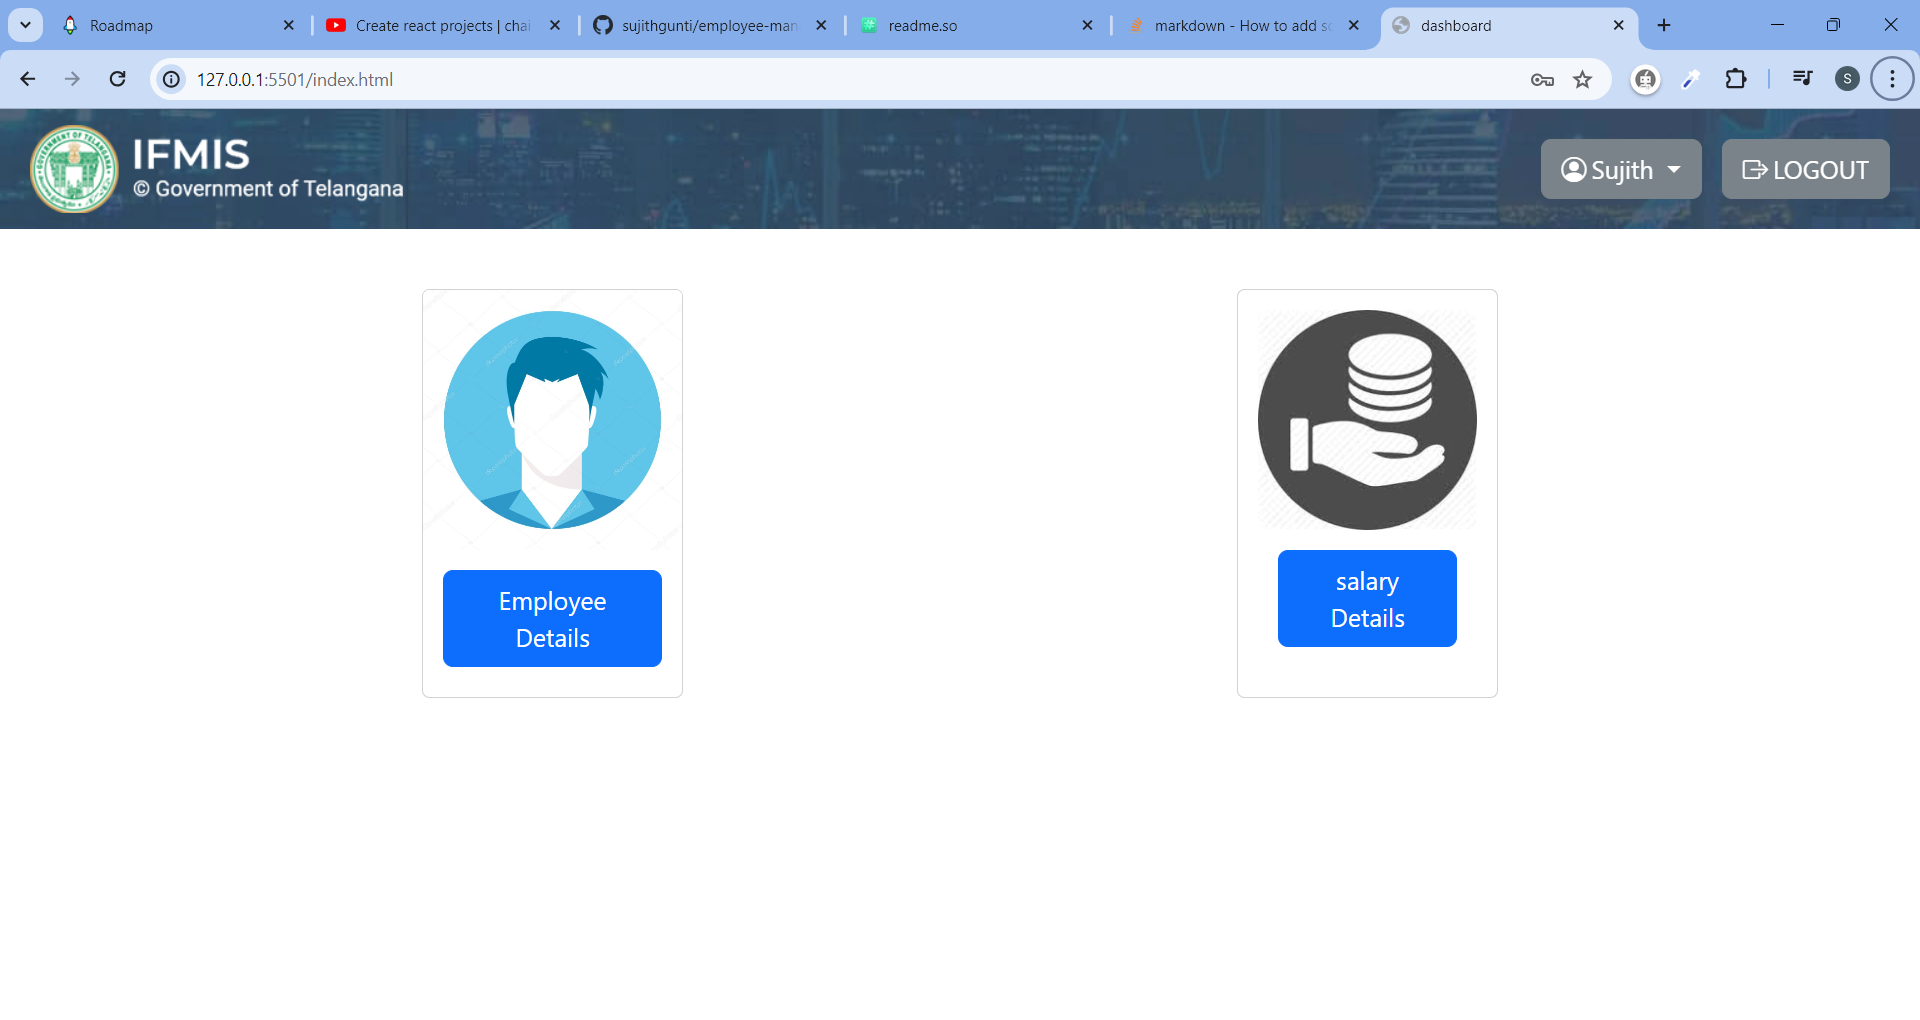 Roadmap
Create react projects | chai
sujithgunti/employee-man
readme.so
markdown - How to add sc
dashboard
127.0.0.1:5501/index.html
S
IFMIS
© Government of Telangana
Sujith
LOGOUT
Employee
Details
salary
Details